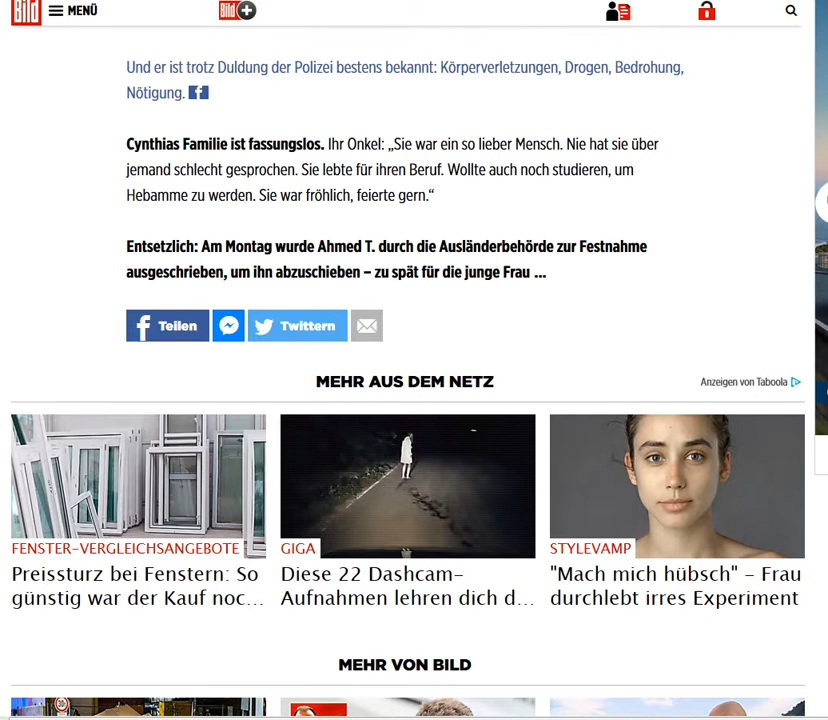 Bild MENÜ Bild+
Und er ist trotz Duldung der Polizei bestens bekannt: Körperverletzungen, Drogen, Bedrohung,
Nötigung. f
Cynthias Familie ist fassungslos. Ihr Onkel: „Sie war ein so lieber Mensch. Nie hat sie über
jemand schlecht gesprochen. Sie lebte für ihren Beruf. Wollte auch noch studieren, um
Hebamme zu werden. Sie war fröhlich, feierte gern.“
Entsetzlich: Am Montag wurde Ahmed T. durch die Ausländerbehörde zur Festnahme
ausgeschrieben, um ihn abzuschieben – zu spät für die junge Frau ...
f Teilen Twittern
MEHR AUS DEM NETZ
Anzeigen von Taboola
FENSTER-VERGLEICHSANGEBOTE
Preissturz bei Fenstern: So
günstig war der Kauf noc...
GIGA
Diese 22 Dashcam-
Aufnahmen lehren dich d...
STYLEVAMP
"Mach mich hübsch" - Frau
durchlebt irres Experiment
MEHR VON BILD